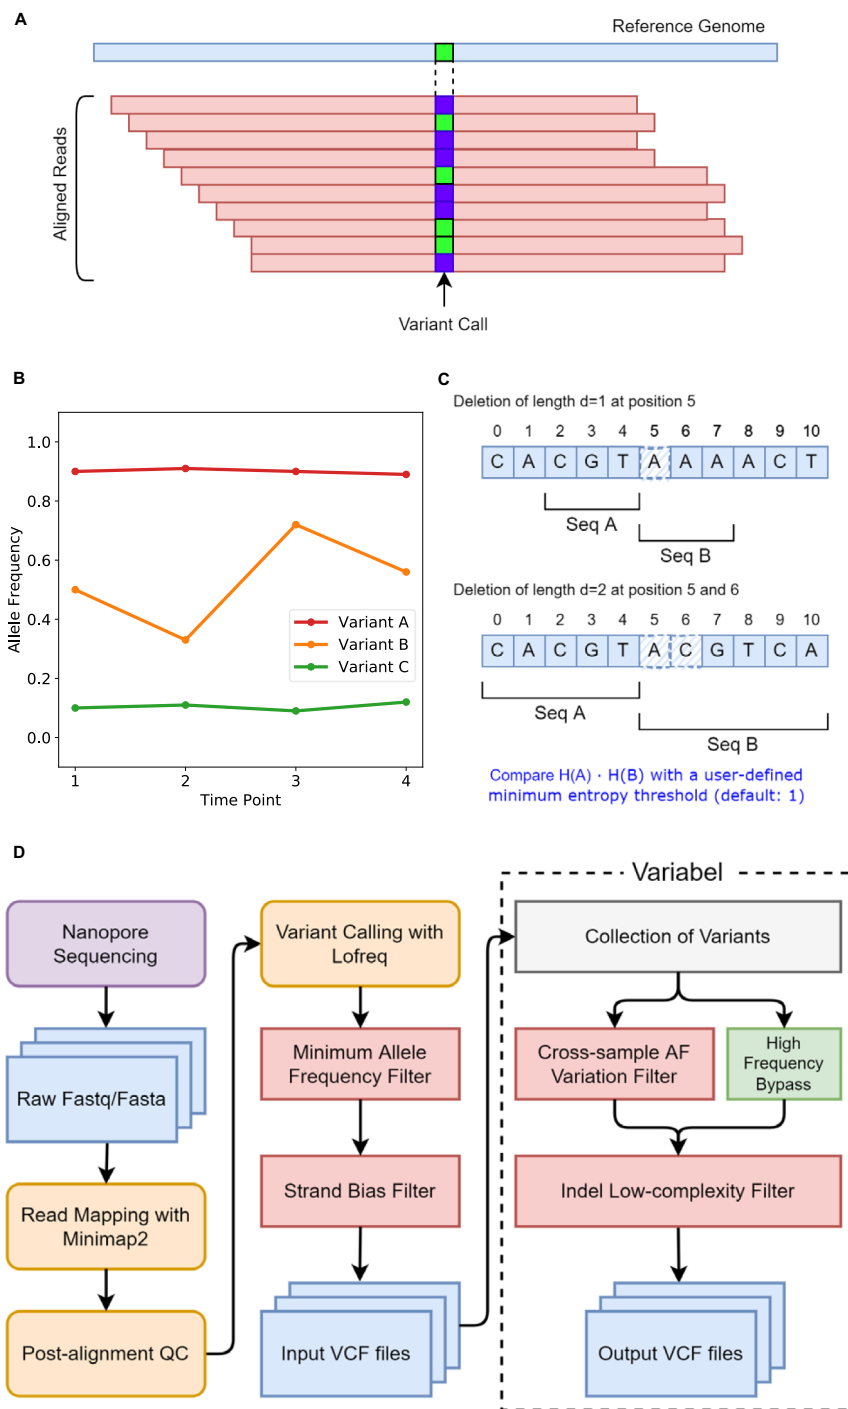 A
Reference Genome
Aligned Reads
Variant Call
B
Allele Frequency
1.0
0.8
0.6
0.4
0.2
0.0
Variant A
Variant B
Variant C
1 2 3 4
Time Point
C
Deletion of length d=1 at position 5
0 1 2 3 4 5 6 7 8 9 10
C A C G T A A A A C T
Seq A
Seq B
Deletion of length d=2 at position 5 and 6
0 1 2 3 4 5 6 7 8 9 10
C A C G T A C G T C A
Seq A
Seq B
Compare H(A) · H(B) with a user-defined
minimum entropy threshold (default: 1)
D
Nanopore
Sequencing
Raw Fastq/Fasta
Read Mapping with
Minimap2
Post-alignment QC
Variant Calling with
Lofreq
Minimum Allele
Frequency Filter
Strand Bias Filter
Input VCF files
Variabel
Collection of Variants
Cross-sample AF
Variation Filter
High
Frequency
Bypass
Indel Low-complexity Filter
Output VCF files